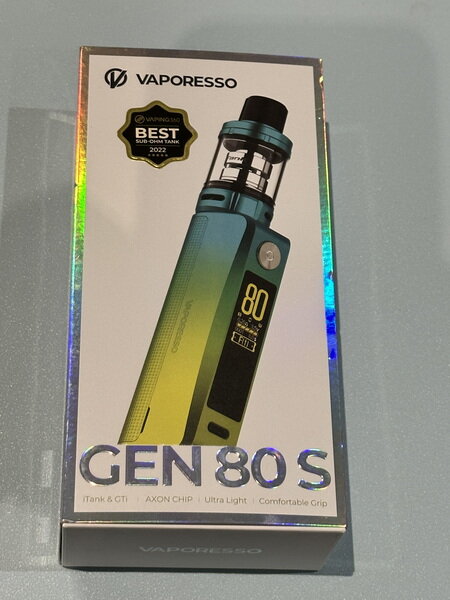 VAPORESSO
VAPING360
BEST
SUB-OHM TANK
2022
80
VAPORESSO
GEN 80 S
iTank & GTi | AXON CHIP | Ultra Light | Comfortable Grip
VAPORESSO